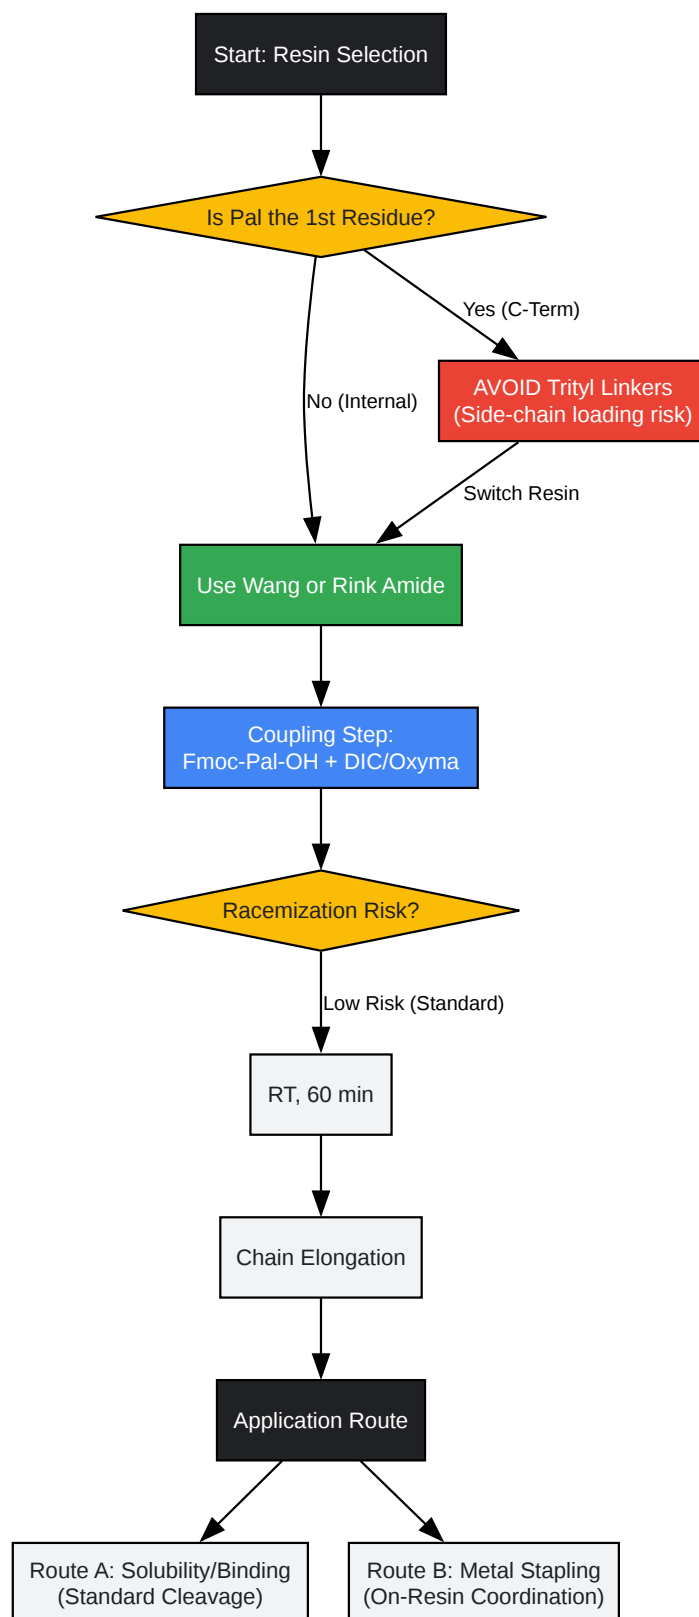 Start: Resin Selection
Is Pal the 1st Residue?
Yes (C-Term)
AVOID Trityl Linkers
(Side-chain loading risk)
No (Internal)
Switch Resin
Use Wang or Rink Amide
Coupling Step:
Fmoc-Pal-OH + DIC/Oxyma
Racemization Risk?
Low Risk (Standard)
RT, 60 min
Chain Elongation
Application Route
Route A: Solubility/Binding
(Standard Cleavage)
Route B: Metal Stapling
(On-Resin Coordination)